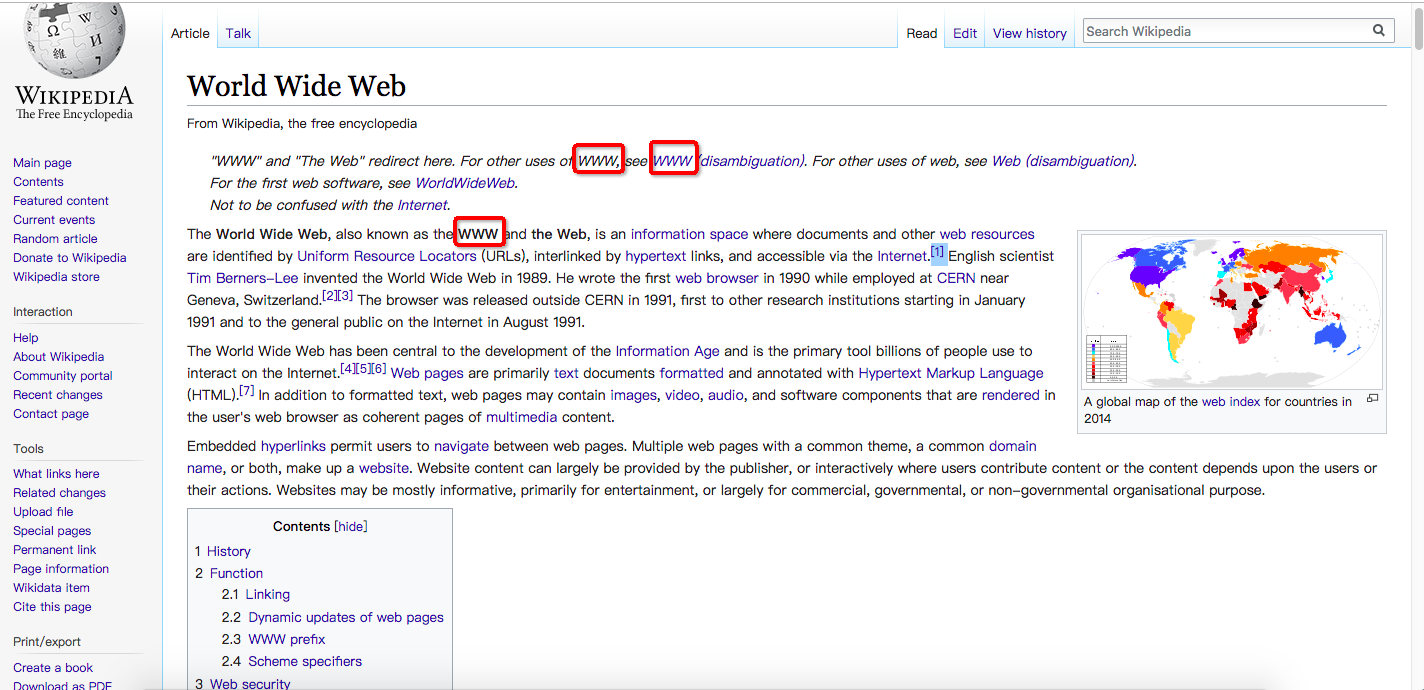 Ω W И 維 7
WIKIPEDIA
The Free Encyclopedia
Main page
Contents
Featured content
Current events
Random article
Donate to Wikipedia
Wikipedia store
Interaction
Help
About Wikipedia
Community portal
Recent changes
Contact page
Tools
What links here
Related changes
Upload file
Special pages
Permanent link
Page information
Wikidata item
Cite this page
Print/export
Create a book
Download as PDF
Article Talk
Read Edit View history
Search Wikipedia
World Wide Web
From Wikipedia, the free encyclopedia
"WWW" and "The Web" redirect here. For other uses of WWW, see WWW (disambiguation). For other uses of web, see Web (disambiguation).
For the first web software, see WorldWideWeb.
Not to be confused with the Internet.
The World Wide Web, also known as the WWW and the Web, is an information space where documents and other web resources
are identified by Uniform Resource Locators (URLs), interlinked by hypertext links, and accessible via the Internet.[1] English scientist
Tim Berners-Lee invented the World Wide Web in 1989. He wrote the first web browser in 1990 while employed at CERN near
Geneva, Switzerland.[2][3] The browser was released outside CERN in 1991, first to other research institutions starting in January
1991 and to the general public on the Internet in August 1991.
The World Wide Web has been central to the development of the Information Age and is the primary tool billions of people use to
interact on the Internet.[4][5][6] Web pages are primarily text documents formatted and annotated with Hypertext Markup Language
(HTML).[7] In addition to formatted text, web pages may contain images, video, audio, and software components that are rendered in
the user's web browser as coherent pages of multimedia content.
Embedded hyperlinks permit users to navigate between web pages. Multiple web pages with a common theme, a common domain
name, or both, make up a website. Website content can largely be provided by the publisher, or interactively where users contribute content or the content depends upon the users or
their actions. Websites may be mostly informative, primarily for entertainment, or largely for commercial, governmental, or non-governmental organisational purpose.
A global map of the web index for countries in
2014
Contents [hide]
1 History
2 Function
2.1 Linking
2.2 Dynamic updates of web pages
2.3 WWW prefix
2.4 Scheme specifiers
3 Web security